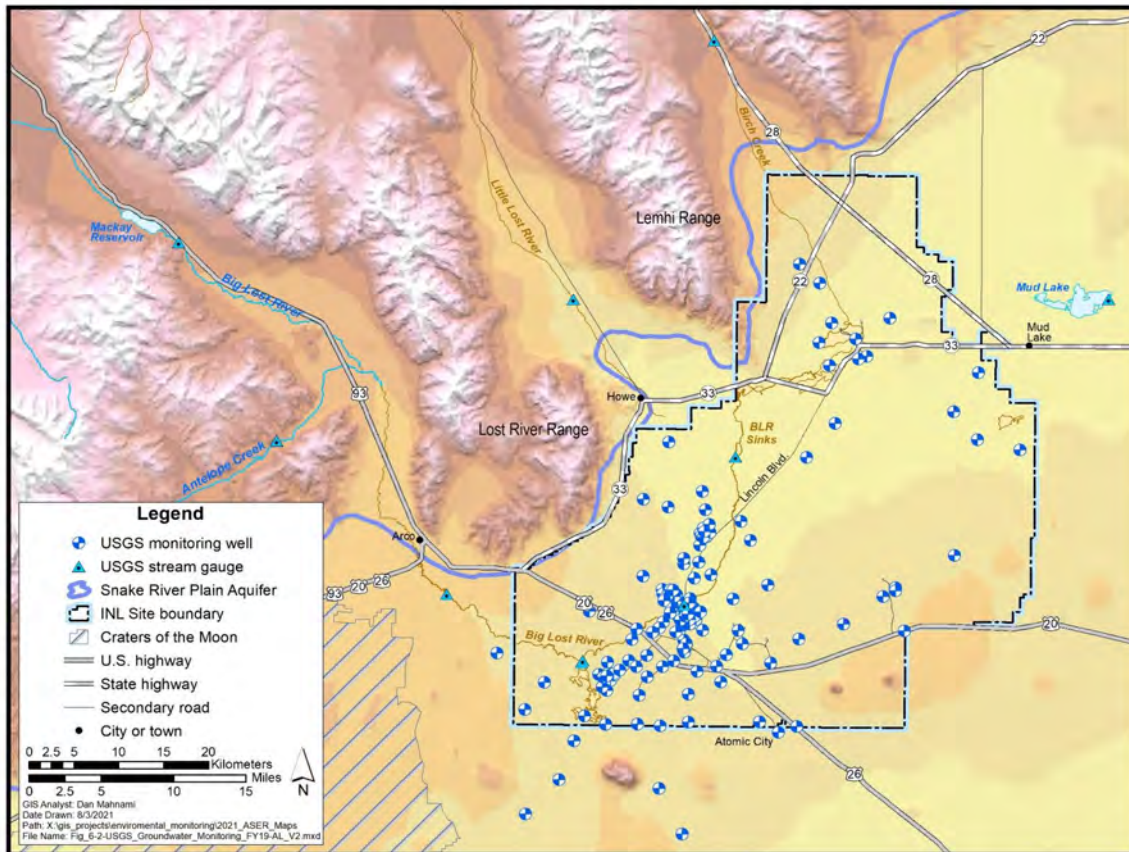 22
22
28
Birch Creek
Little Lost River
Lemhi Range
Mackay
Reservoir
Big Lost River
22
28
Mud Lake
Mud
Lake
33
33
93
Howe
Lost River Range
BLR
Sinks
Antelope Creek
Lincoln Blvd.
33
Arco
93
20
26
20
26
20
Big Lost River
Atomic City
26
Legend
USGS monitoring well
USGS stream gauge
Snake River Plain Aquifer
INL Site boundary
Craters of the Moon
U.S. highway
State highway
Secondary road
City or town
0 2.5 5 10 15 20
Kilometers
Miles
0 2.5 5 10 15
N
GIS Analyst: Dan Mahnami
Date Drawn: 8/3/2021
Path: X:\gis_projects\enviromental_monitoring\2021_ASER_Maps
File Name: Fig_6-2-USGS_Groundwater_Monitoring_FY19-AL_V2.mxd